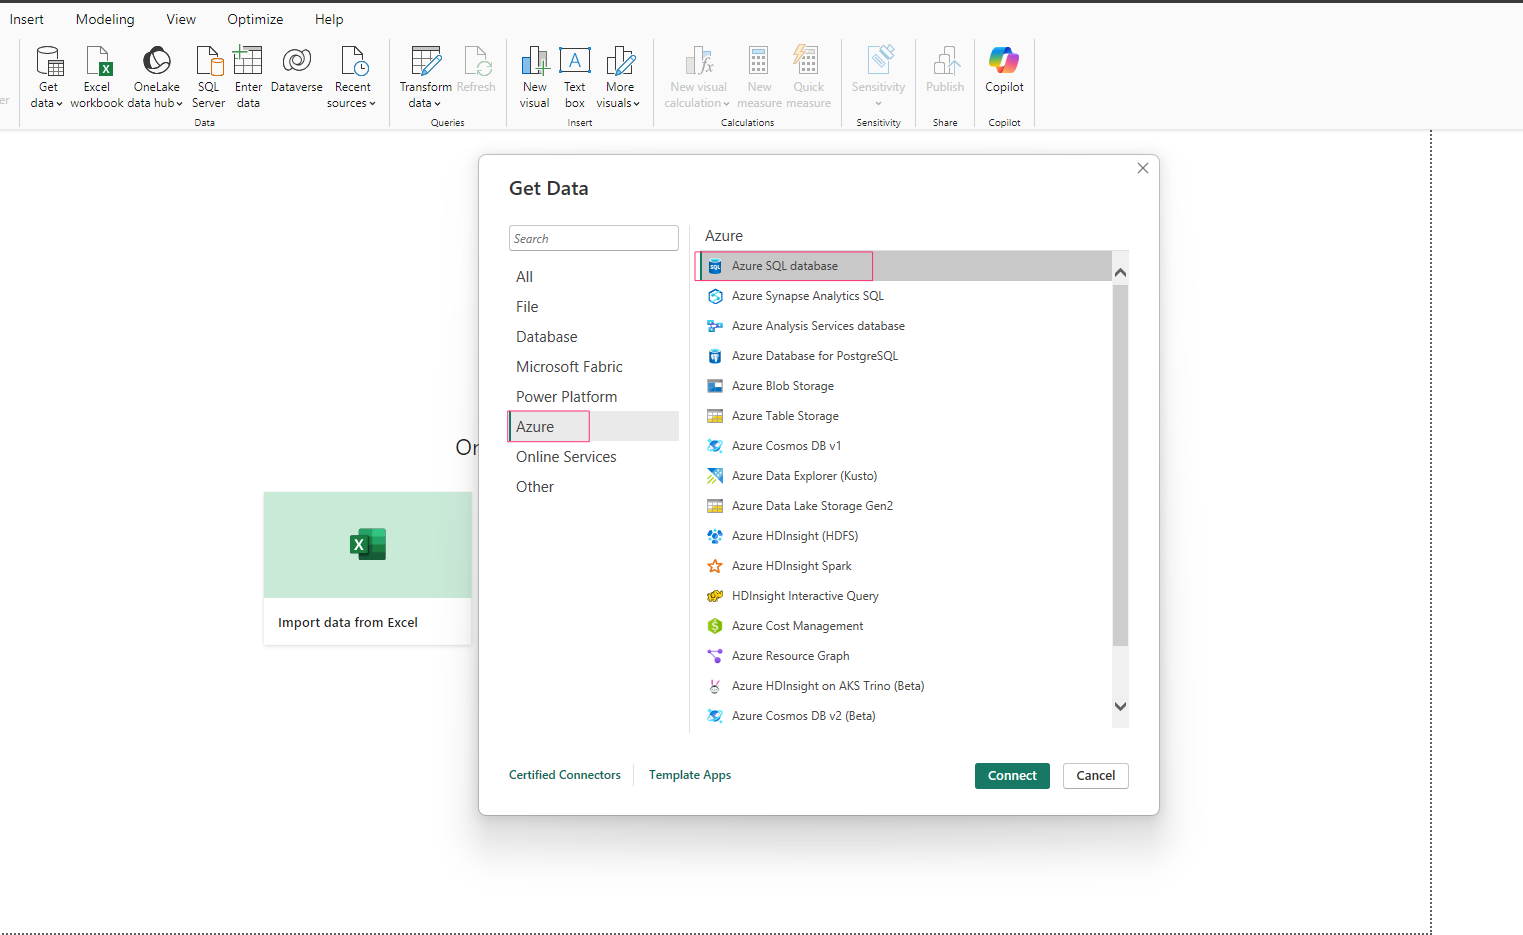 Insert Modeling View Optimize Help
er
Get data
Excel workbook
OneLake data hub
SQL Server
Enter data
Dataverse
Recent sources
Data
Transform data
Refresh
Queries
New visual
Text box
More visuals
Insert
New visual calculation
New measure
Quick measure
Calculations
Sensitivity
Sensitivity
Publish
Share
Copilot
Copilot
Or
Import data from Excel
Get Data
Search
All
File
Database
Microsoft Fabric
Power Platform
Azure
Online Services
Other
Azure
Azure SQL database
Azure Synapse Analytics SQL
Azure Analysis Services database
Azure Database for PostgreSQL
Azure Blob Storage
Azure Table Storage
Azure Cosmos DB v1
Azure Data Explorer (Kusto)
Azure Data Lake Storage Gen2
Azure HDInsight (HDFS)
Azure HDInsight Spark
HDInsight Interactive Query
Azure Cost Management
Azure Resource Graph
Azure HDInsight on AKS Trino (Beta)
Azure Cosmos DB v2 (Beta)
Certified Connectors
Template Apps
Connect
Cancel